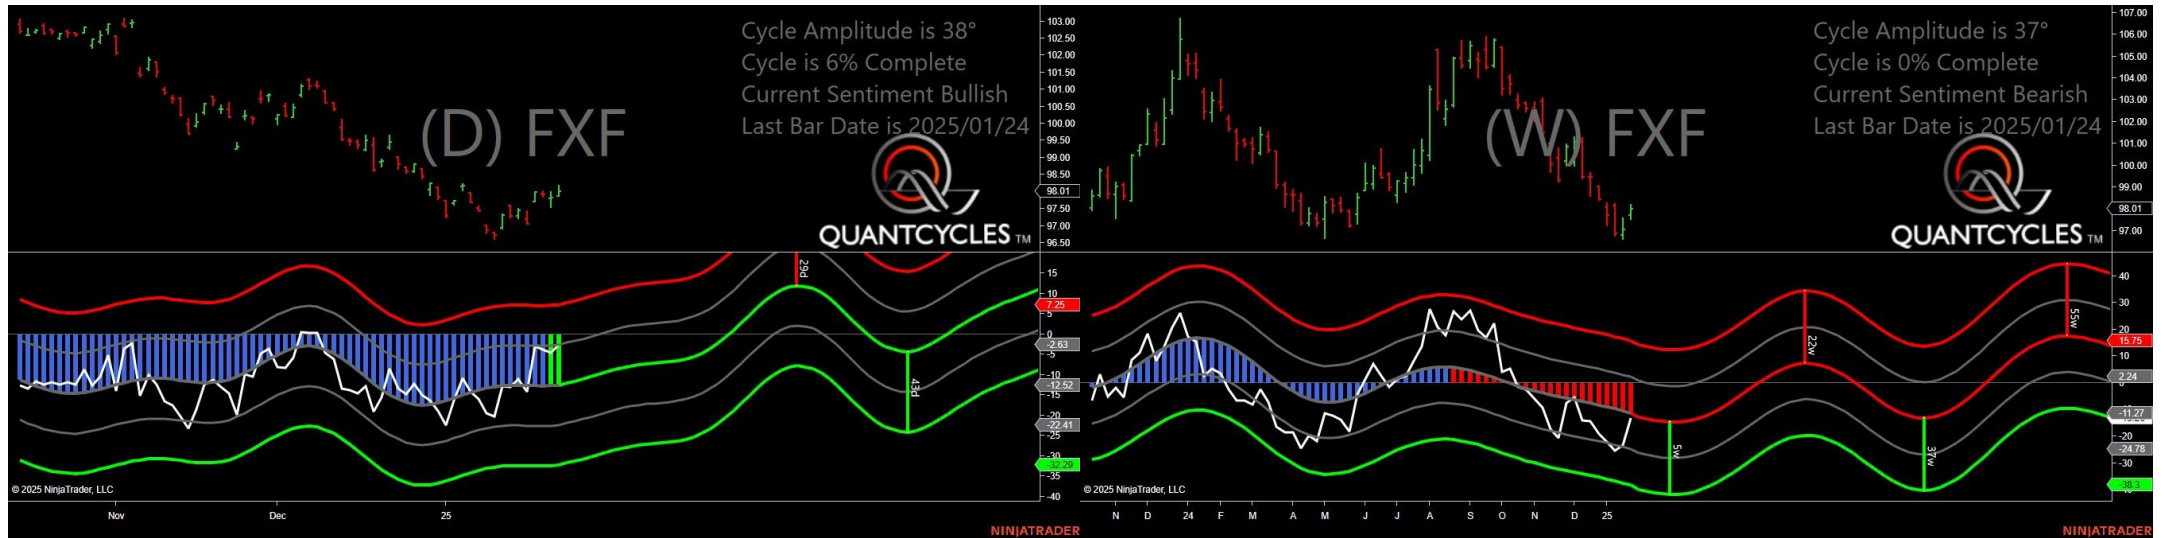 Cycle Amplitude is 38°
Cycle is 6% Complete
Current Sentiment Bullish
Last Bar Date is 2025/01/24
(D) FXF
QUANTCYCLES TM
103.00
102.50
102.00
101.50
101.00
100.50
100.00
99.50
99.00
98.50
98.01
97.50
97.00
96.50
29d
43d
15
10
7.25
5
0
-2.63
-5
-10
-12.52
-15
-20
-22.41
-25
-30
-32.29
-35
-40
© 2025 NinjaTrader, LLC
Nov Dec 25
NINJATRADER
Cycle Amplitude is 37°
Cycle is 0% Complete
Current Sentiment Bearish
Last Bar Date is 2025/01/24
(W) FXF
QUANTCYCLES TM
107.00
106.00
105.00
104.00
103.00
102.00
101.00
100.00
99.00
98.01
97.00
5w
22w
37w
55w
40
30
20
15.75
10
2.24
-11.27
-20
-24.78
-30
-38.3
© 2025 NinjaTrader, LLC
N D 24 F M A M J J A S O N D 25
NINJATRADER